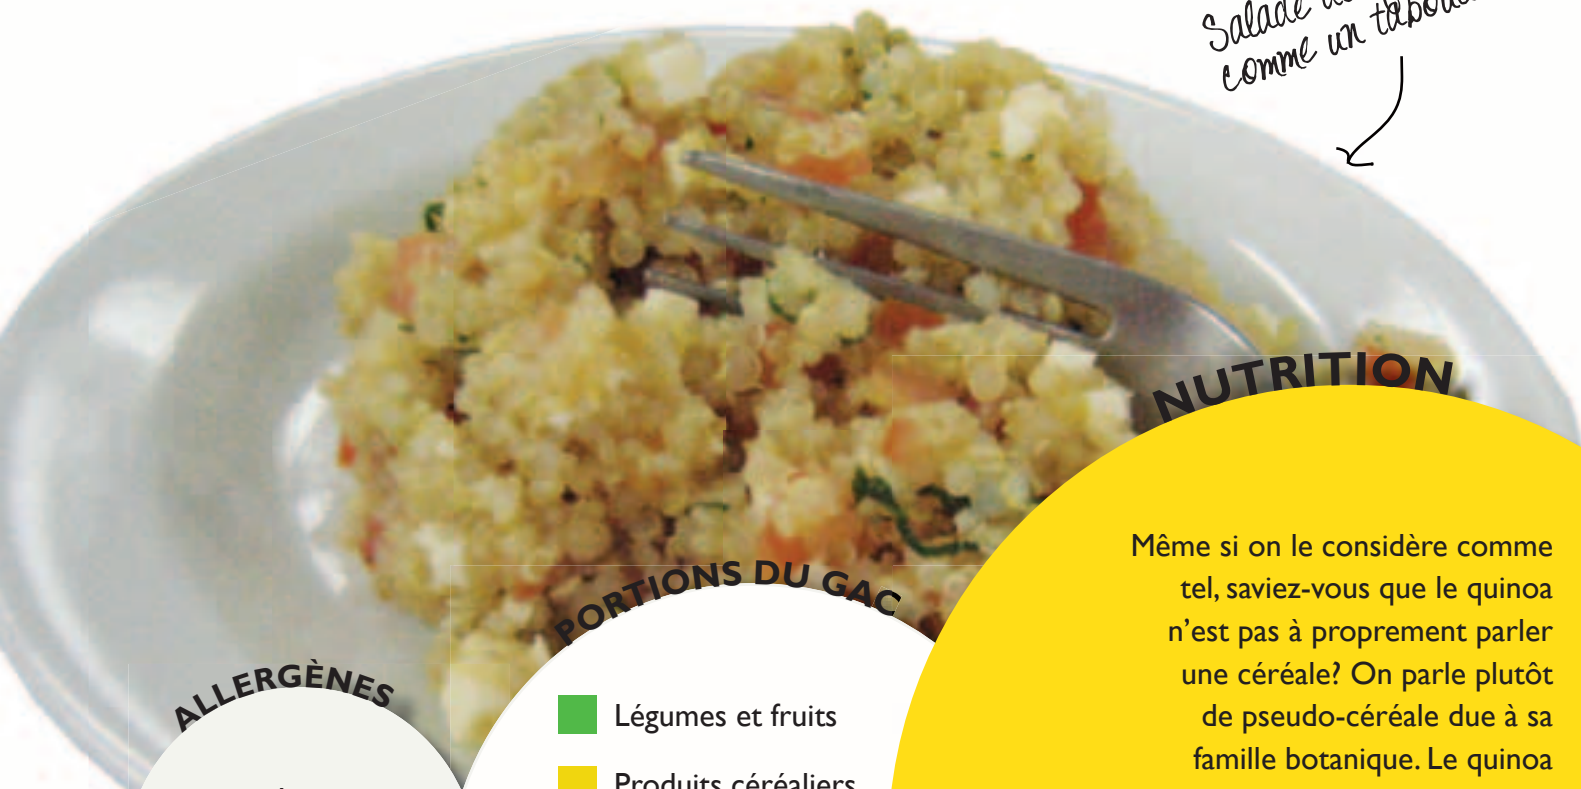 Salade
comme un
NUTRITION
Même si on le considère comme
tel, saviez-vous que le quinoa
n'est pas à proprement parler
une céréale? On parle plutôt
de pseudo-céréale due à sa
famille botanique. Le quinoa
PORTIONS DU GAC
Légumes et fruits
Produits céréaliers
ALLERGÈNES